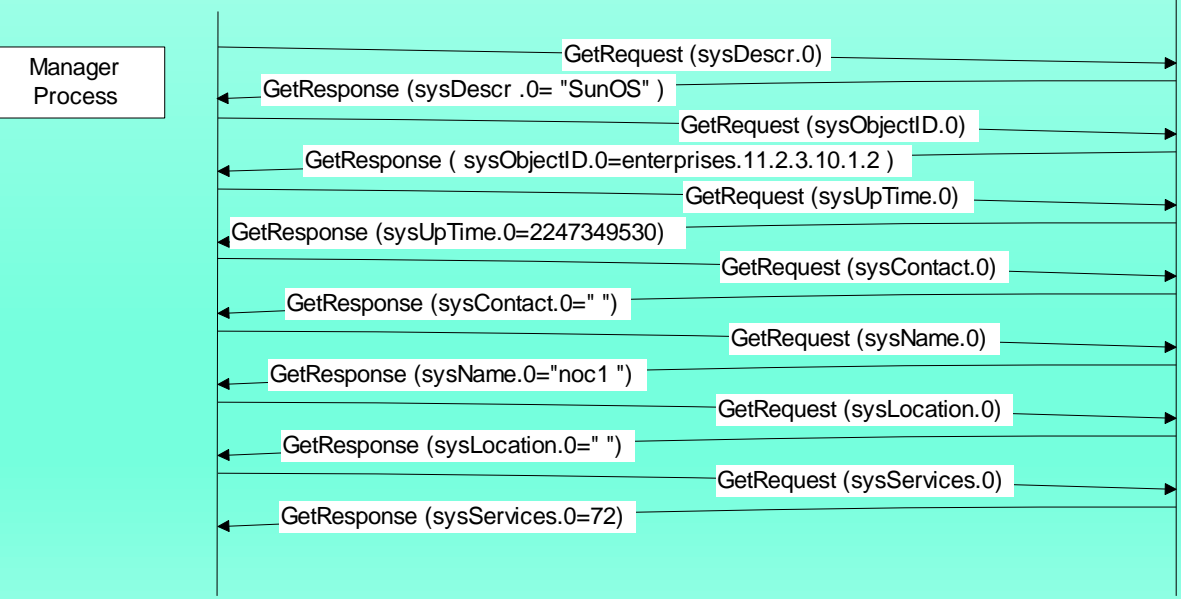 GetRequest (sysDescr.0)
Manager
Process
GetResponse (sysDescr .0= "SunOS" )
GetRequest (sysObjectID.0)
GetResponse ( sysObjectID.0=enterprises.11.2.3.10.1.2 )
GetRequest (sysUpTime.0)
GetResponse (sysUpTime.0=2247349530)
GetRequest (sysContact.0)
GetResponse (sysContact.0=" ")
GetRequest (sysName.0)
GetResponse (sysName.0="noc1 ")
GetRequest (sysLocation.0)
GetResponse (sysLocation.0=" ")
GetRequest (sysServices.0)
GetResponse (sysServices.0=72)